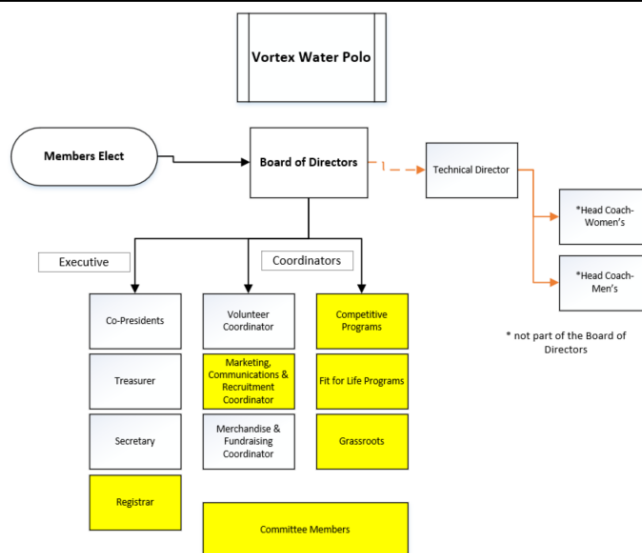 Vortex Water Polo
Members Elect
Board of Directors
Technical Director
*Head Coach-
Women's
*Head Coach-
Men's
* not part of the Board of
Directors
Executive
Coordinators
Co-Presidents
Treasurer
Secretary
Registrar
Volunteer
Coordinator
Marketing,
Communications &
Recruitment
Coordinator
Merchandise &
Fundraising
Coordinator
Competitive
Programs
Fit for Life Programs
Grassroots
Committee Members